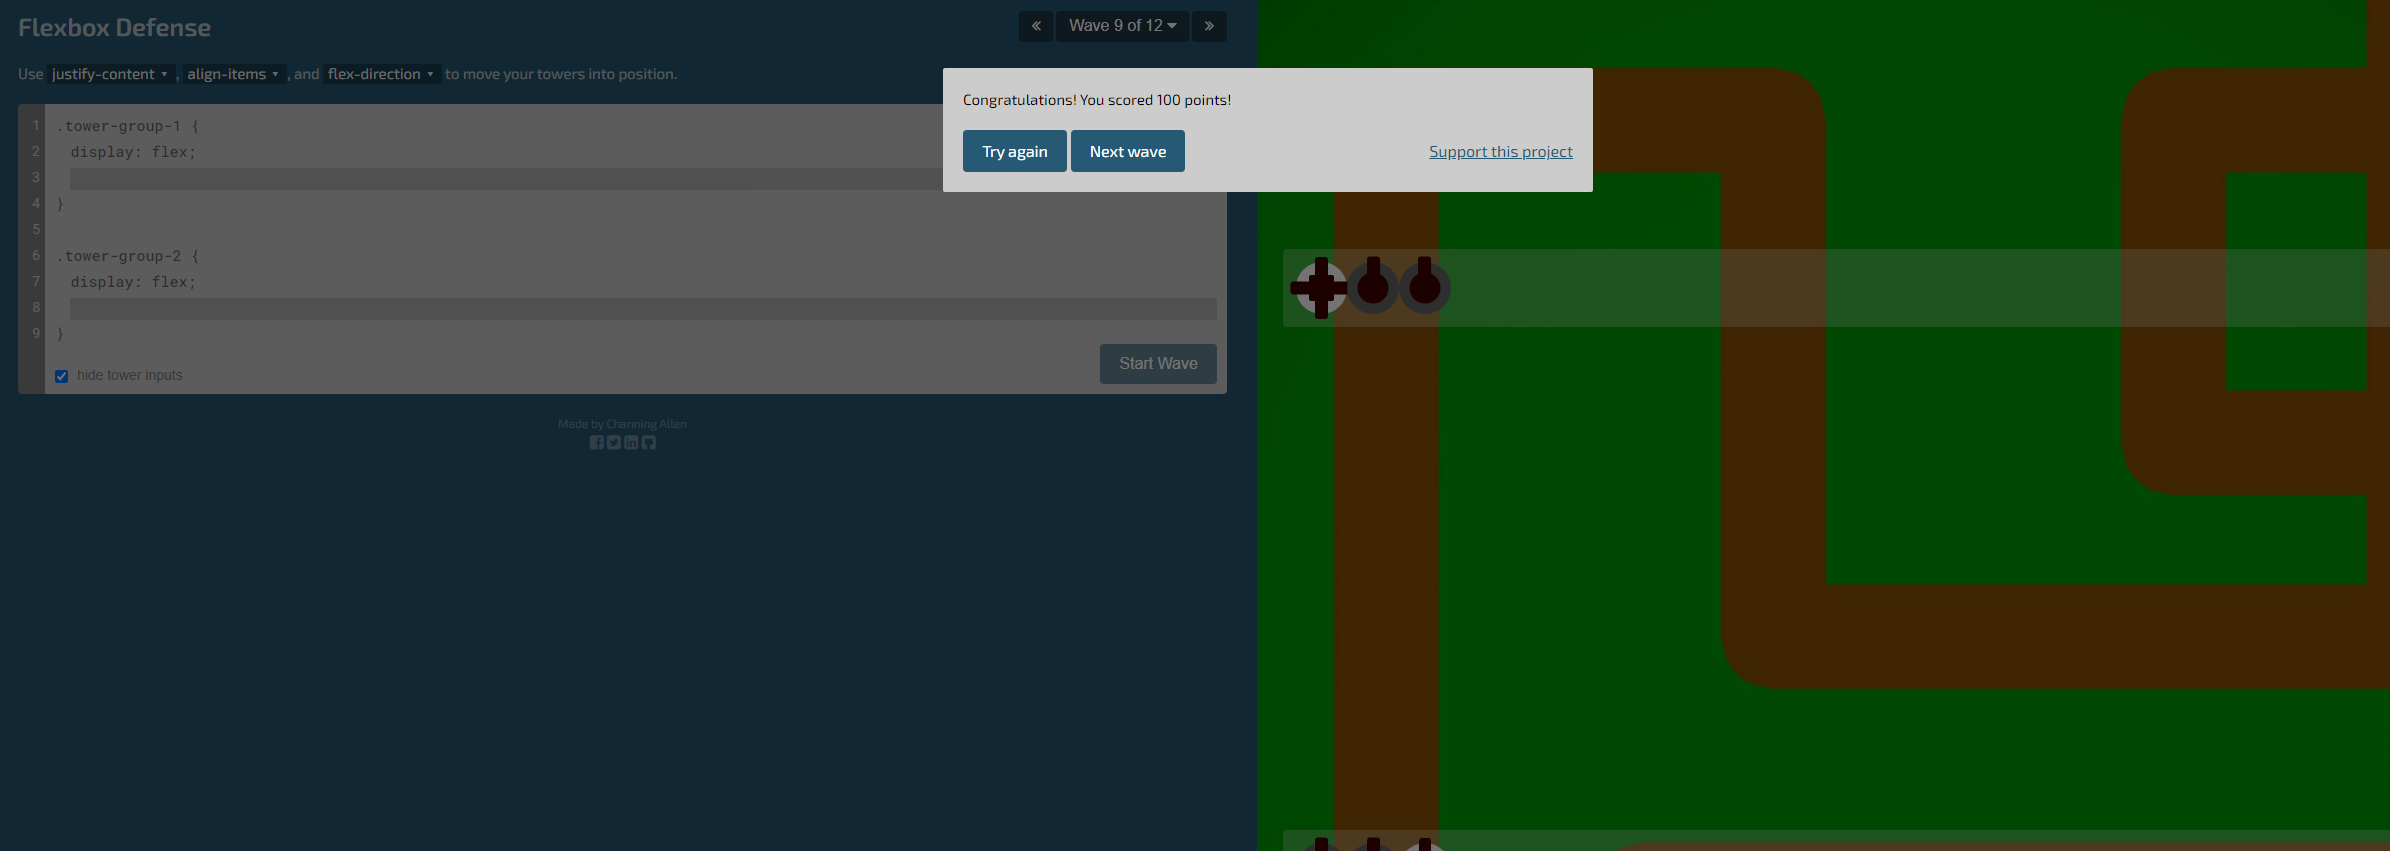 Flexbox Defense
« Wave 9 of 12 »
Use justify-content , align-items , and flex-direction to move your towers into position.
Congratulations! You scored 100 points!
Try again Next wave Support this project
1 .tower-group-1 {
2 display: flex;
3
4 }
5
6 .tower-group-2 {
7 display: flex;
8
9 }
hide tower inputs
Start Wave
Made by Channing Allen